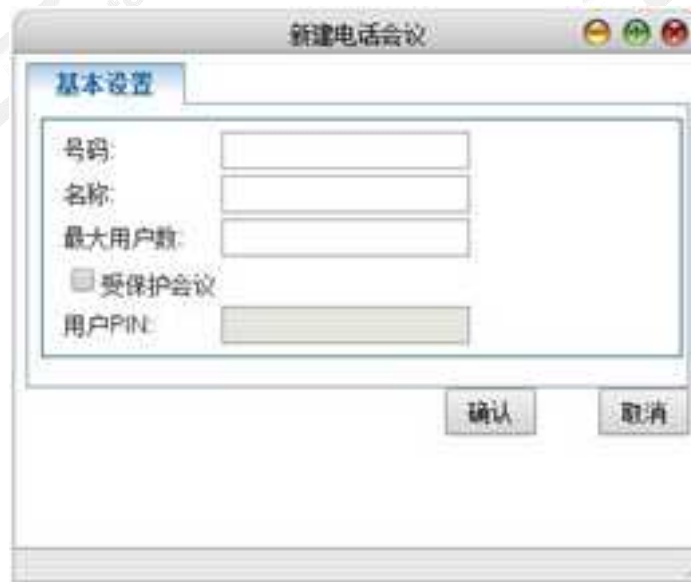 新建电话会议
基本设置
号码:
名称:
最大用户数:
受保护会议
用户PIN:
确认 取消